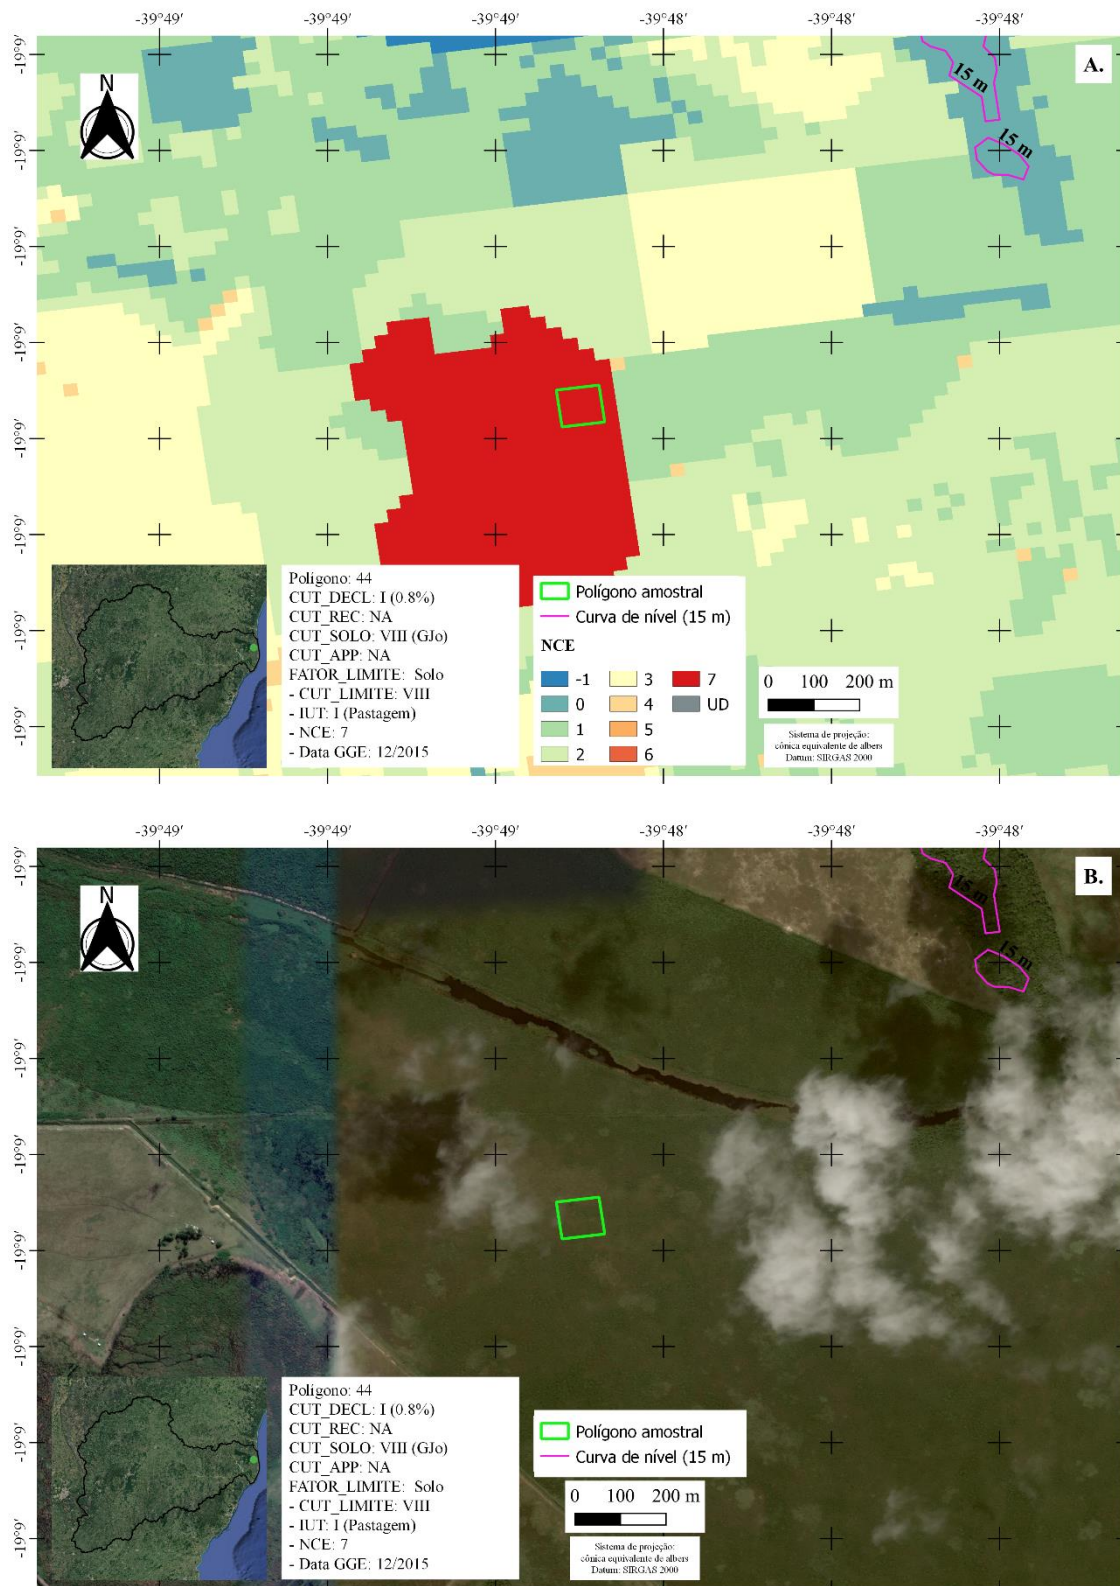 -39°49' -39°49' -39°49' -39°48' -39°48' -39°48'
A.
N
15 m
15 m
-19°9'
-19°9'
-19°9'
-19°9'
-19°9'
-19°9'
-19°9'
-19°9'
Polígono: 44
CUT_DECL: I (0.8%)
CUT_REC: NA
CUT_SOLO: VIII (GJo)
CUT_APP: NA
FATOR_LIMITE: Solo
- CUT_LIMITE: VIII
- IUT: 1 (Pastagem)
- NCE: 7
- Data GGE: 12/2015
Polígono amostral
Curva de nível (15 m)
NCE
-1 3 7
0 4 UD
1 5
2 6
0 100 200 m
Sistema de projeção:
cônica equivalente de albers
Datum: SIRGAS 2000
-39°49' -39°49' -39°49' -39°48' -39°48' -39°48'
B.
N
15 m
15 m
-19°9'
-19°9'
-19°9'
-19°9'
-19°9'
-19°9'
-19°9'
-19°9'
Polígono: 44
CUT_DECL: I (0.8%)
CUT_REC: NA
CUT_SOLO: VIII (GJo)
CUT_APP: NA
FATOR_LIMITE: Solo
- CUT_LIMITE: VIII
- IUT: 1 (Pastagem)
- NCE: 7
- Data GGE: 12/2015
Polígono amostral
Curva de nível (15 m)
0 100 200 m
Sistema de projeção:
cônica equivalente de albers
Datum: SIRGAS 2000